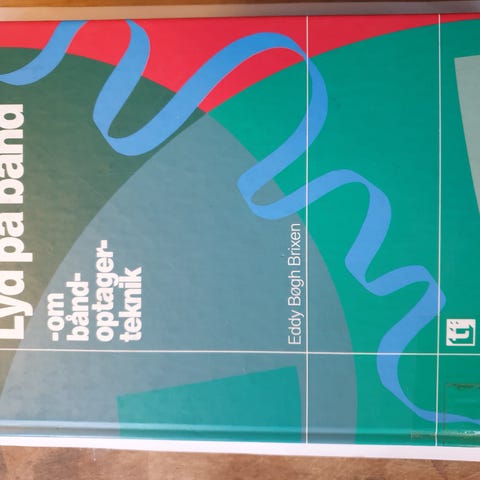 Lyd på bånd
-om
bånd-
optager-
teknik
Eddy Bøgh Brixen